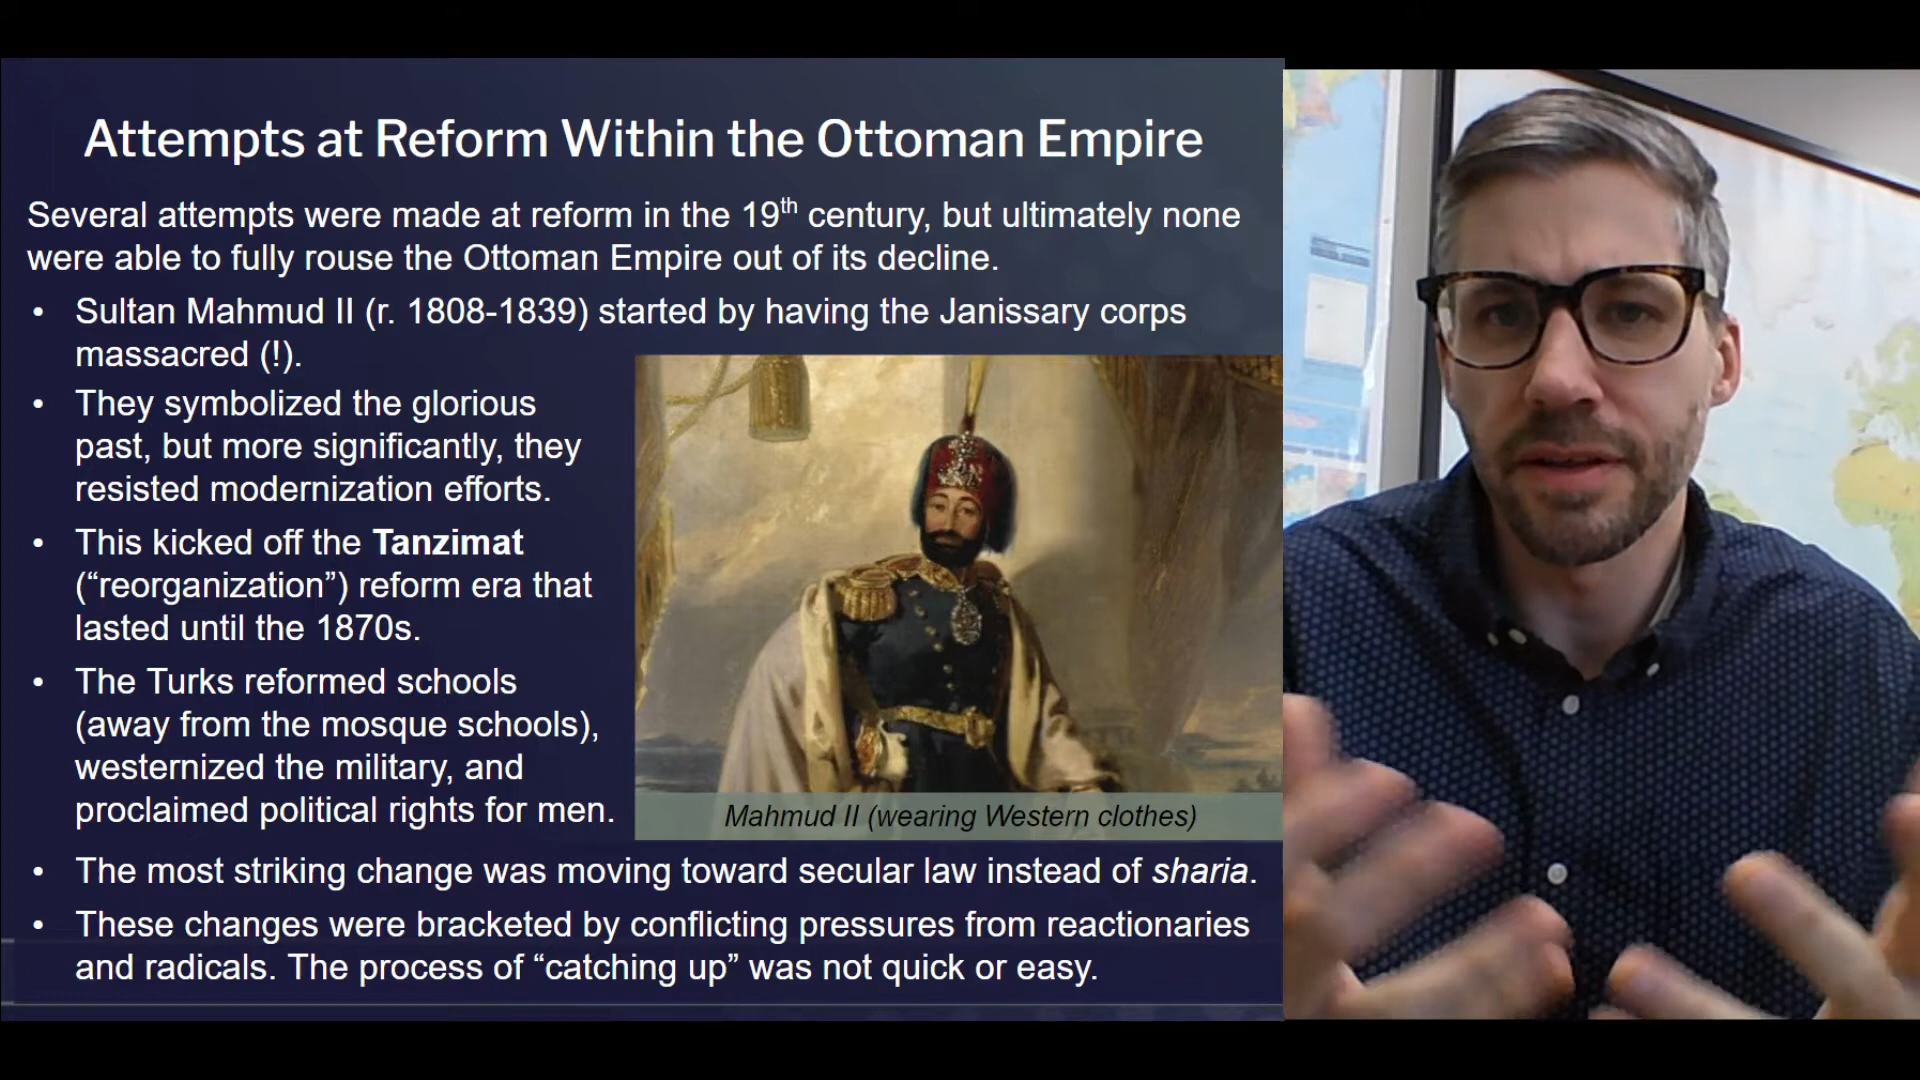 Attempts at Reform Within the Ottoman Empire
Several attempts were made at reform in the 19th century, but ultimately none
were able to fully rouse the Ottoman Empire out of its decline.
• Sultan Mahmud II (r. 1808-1839) started by having the Janissary corps
massacred (!).
• They symbolized the glorious
past, but more significantly, they
resisted modernization efforts.
• This kicked off the Tanzimat
(“reorganization”) reform era that
lasted until the 1870s.
• The Turks reformed schools
(away from the mosque schools),
westernized the military, and
proclaimed political rights for men.
Mahmud II (wearing Western clothes)
• The most striking change was moving toward secular law instead of sharia.
• These changes were bracketed by conflicting pressures from reactionaries
and radicals. The process of “catching up” was not quick or easy.